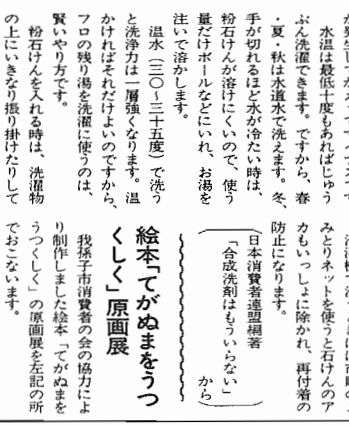 水温は最低十度もあればじゅう
ぶん洗濯できます。ですから、春
・夏・秋は水道水で洗えます。冬、
手が切れるほど水が冷たい時は、
粉石けんが溶けにくいので、使う
量だけボールなどにいれ、お湯を
注いで溶かします。
温水（三〇〜三十五度）で洗う
と洗浄力は一層強くなります。温
かければそれだけよいのですから、
フロの残り湯を洗濯に使うのは、
賢いやり方です。
粉石けんを入れる時は、洗濯物
の上にいきなり振り掛けたりして
みとりネットを使うと石けんのア
カもいっしょに除かれ、再付着の
防止になります。
日本消費者連盟編著
「合成洗剤はもういらない」
から
絵本「てがぬまをうつ
くしく」原画展
我孫子市消費者の会の協力によ
り制作しました絵本「てがぬまを
うつくしく」の原画展を左記の所
でおこないます。